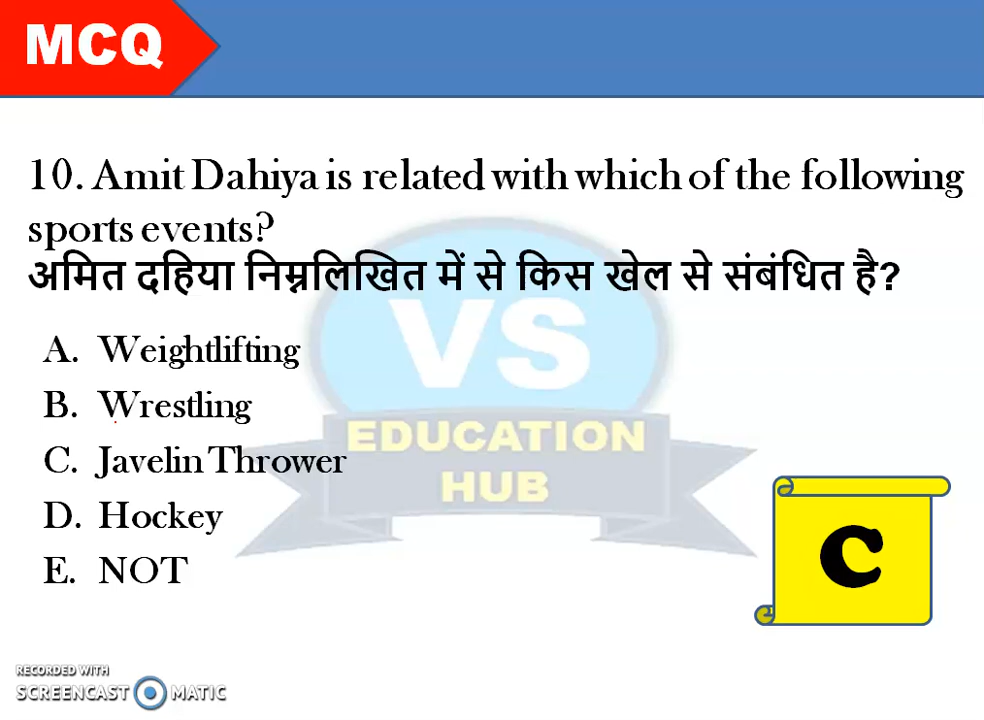 MCQ
10. Amit Dahiya is related with which of the following
sports events?
अमित दहिया निम्नलिखित में से किस खेल से संबंधित है?
A. Weightlifting
B. Wrestling
C. Javelin Thrower
D. Hockey
E. NOT
VS
EDUCATION
HUB
C
RECORDED WITH
SCREENCAST MATIC